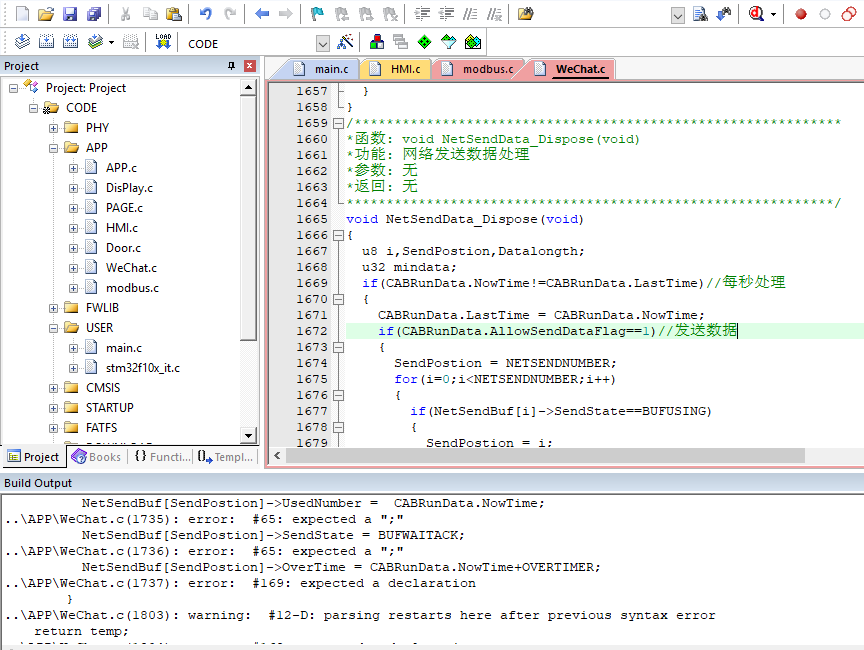 LOAD
CODE
Project
Project: Project
CODE
PHY
APP
APP.c
DisPlay.c
PAGE.c
HMI.c
Door.c
WeChat.c
modbus.c
FWLIB
USER
main.c
stm32f10x_it.c
CMSIS
STARTUP
FATFS
Project Books {} Functi... Templ...
main.c HMI.c modbus.c WeChat.c
1657 }
1658 }
1659 /*************************************************************
1660 *函数: void NetSendData_Dispose(void)
1661 *功能: 网络发送数据处理
1662 *参数: 无
1663 *返回: 无
1664 *************************************************************/
1665 void NetSendData_Dispose(void)
1666 {
1667 u8 i,SendPostion,Datalongth;
1668 u32 mindata;
1669 if(CABRunData.NowTime!=CABRunData.LastTime)//每秒处理
1670 {
1671 CABRunData.LastTime = CABRunData.NowTime;
1672 if(CABRunData.AllowSendDataFlag==1)//发送数据
1673 {
1674 SendPostion = NETSENDNUMBER;
1675 for(i=0;i<NETSENDNUMBER;i++)
1676 {
1677 if(NetSendBuf[i]->SendState==BUFUSING)
1678 {
1679 SendPostion = i;
Build Output
NetSendBuf[SendPostion]->UsedNumber = CABRunData.NowTime;
..\APP\WeChat.c(1735): error: #65: expected a ";"
NetSendBuf[SendPostion]->SendState = BUFWAITACK;
..\APP\WeChat.c(1736): error: #65: expected a ";"
NetSendBuf[SendPostion]->OverTime = CABRunData.NowTime+OVERTIMER;
..\APP\WeChat.c(1737): error: #169: expected a declaration
}
..\APP\WeChat.c(1803): warning: #12-D: parsing restarts here after previous syntax error
return temp;